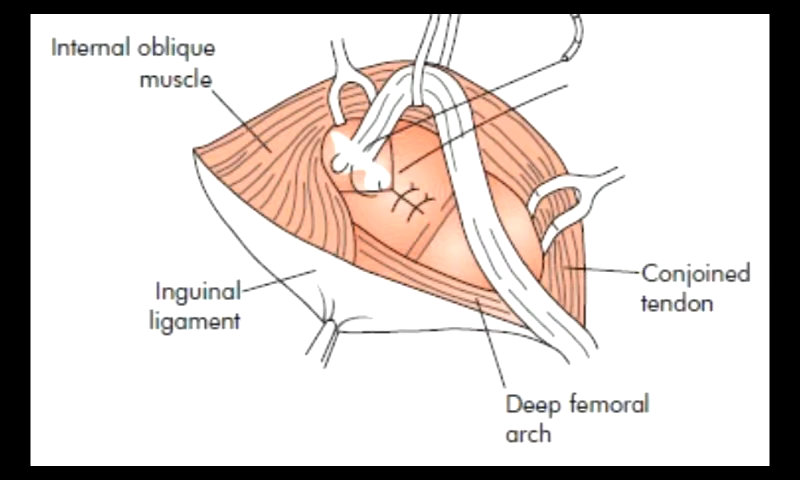 Internal oblique
muscle
Inguinal
ligament
Conjoined
tendon
Deep femoral
arch